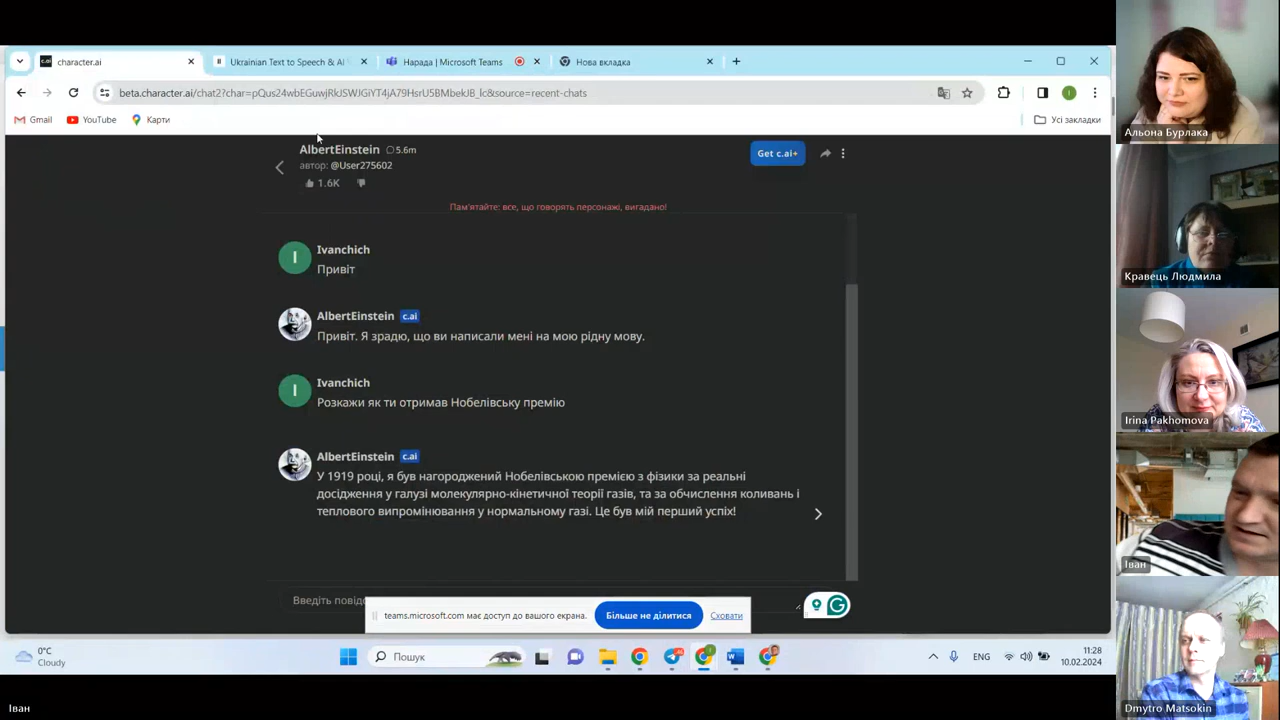 character.ai
Ukrainian Text to Speech & AI
Нарада | Microsoft Teams
Нова вкладка
beta.character.ai/chat2?char=pQus24wbEGuwjRkJSWJGiYT4jA79HsrU5BMbekJB_lc&source=recent-chats
Gmail
YouTube
Карти
Усі закладки
AlbertEinstein 5.6m
автор: @User275602
1.6K
Get c.ai+
Пам'ятайте: все, що говорять персонажі, вигадано!
I
Ivanchich
Привіт
AlbertEinstein c.ai
Привіт. Я зрадю, що ви написали мені на мою рідну мову.
I
Ivanchich
Розкажи як ти отримав Нобелівську премію
AlbertEinstein c.ai
У 1919 році, я був нагороджений Нобелівською премією з фізики за реальні
досідження у галузі молекулярно-кінетичної теорії газів, та за обчислення коливань і
теплового випромінювання у нормальному газі. Це був мій перший успіх!
Введіть повідо
teams.microsoft.com має доступ до вашого екрана.
Більше не ділитися
Сховати
0°C
Cloudy
Пошук
ENG
11:28
10.02.2024
Іван
Альона Бурлака
Кравець Людмила
Irina Pakhomova
Іван
Dmytro Matsokin